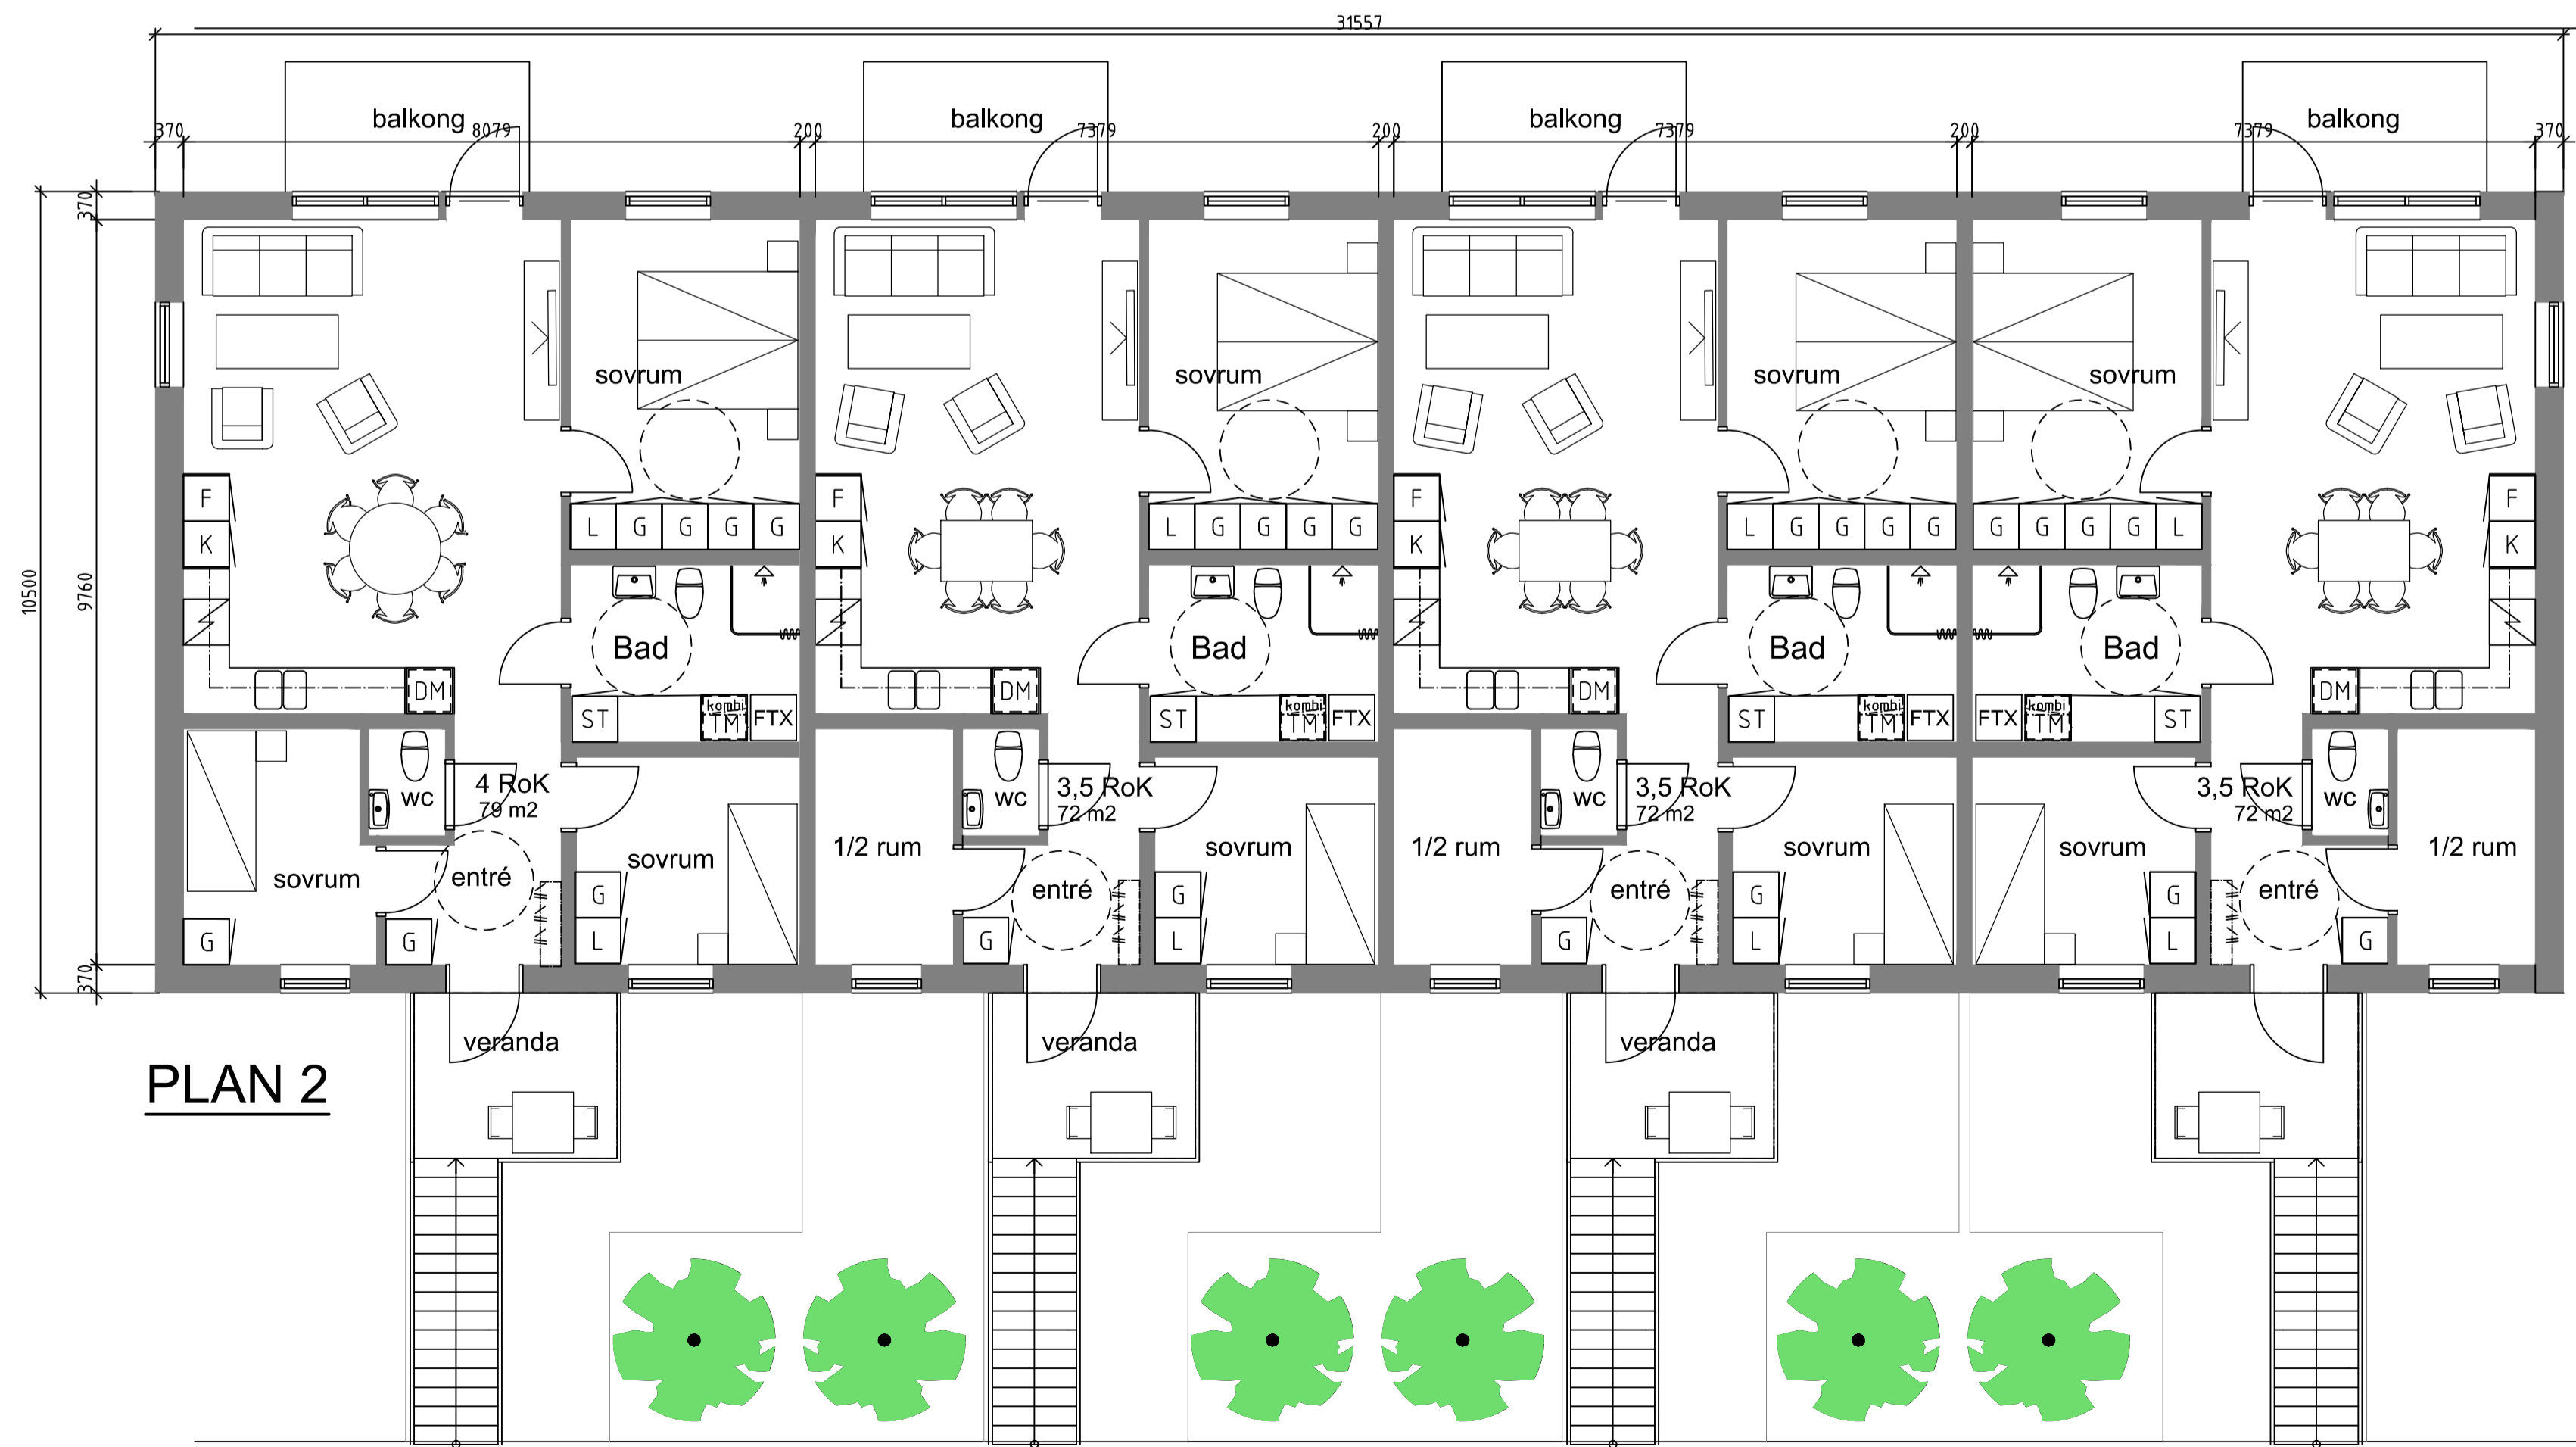 31557
balkong
balkong
balkong
balkong
370
8079
200
7379
200
7379
200
7379
370
370
10500
9760
370
sovrum
sovrum
sovrum
sovrum
F
K
L G G G G
F
K
L G G G G
F
K
L G G G G
G G G G L
F
K
Bad
Bad
Bad
Bad
DM
ST
kombi
TM
FTX
DM
ST
kombi
TM
FTX
DM
ST
kombi
TM
FTX
FTX
kombi
TM
ST
DM
wc
4 RoK
79 m2
wc
3,5 RoK
72 m2
wc
3,5 RoK
72 m2
3,5 RoK
72 m2
wc
sovrum
entré
sovrum
1/2 rum
entré
sovrum
1/2 rum
entré
sovrum
sovrum
entré
1/2 rum
G
G
G
L
G
G
L
G
G
L
G
L
G
veranda
veranda
veranda
PLAN 2